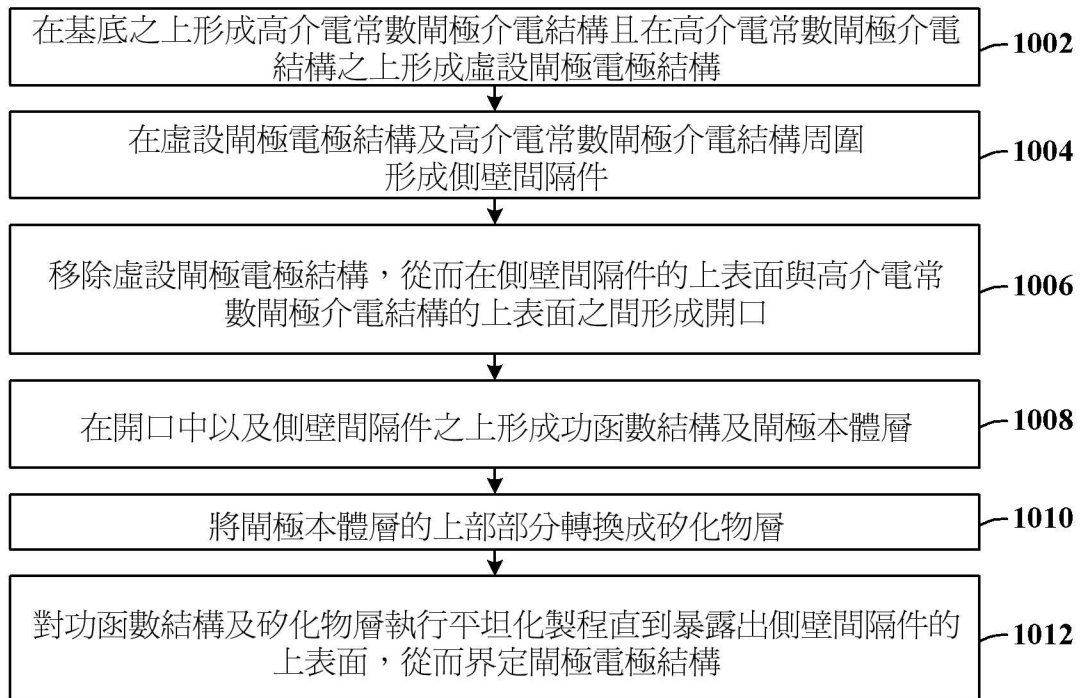 在基底之上形成高介電常數閘極介電結構且在高介電常數閘極介電
結構之上形成虛設閘極電極結構
1002
在虛設閘極電極結構及高介電常數閘極介電結構周圍
形成側壁間隔件
1004
移除虛設閘極電極結構，從而在側壁間隔件的上表面與高介電常
數閘極介電結構的上表面之間形成開口
1006
在開口中以及側壁間隔件之上形成功函數結構及閘極本體層
1008
將閘極本體層的上部部分轉換成矽化物層
1010
對功函數結構及矽化物層執行平坦化製程直到暴露出側壁間隔件的
上表面，從而界定閘極電極結構
1012